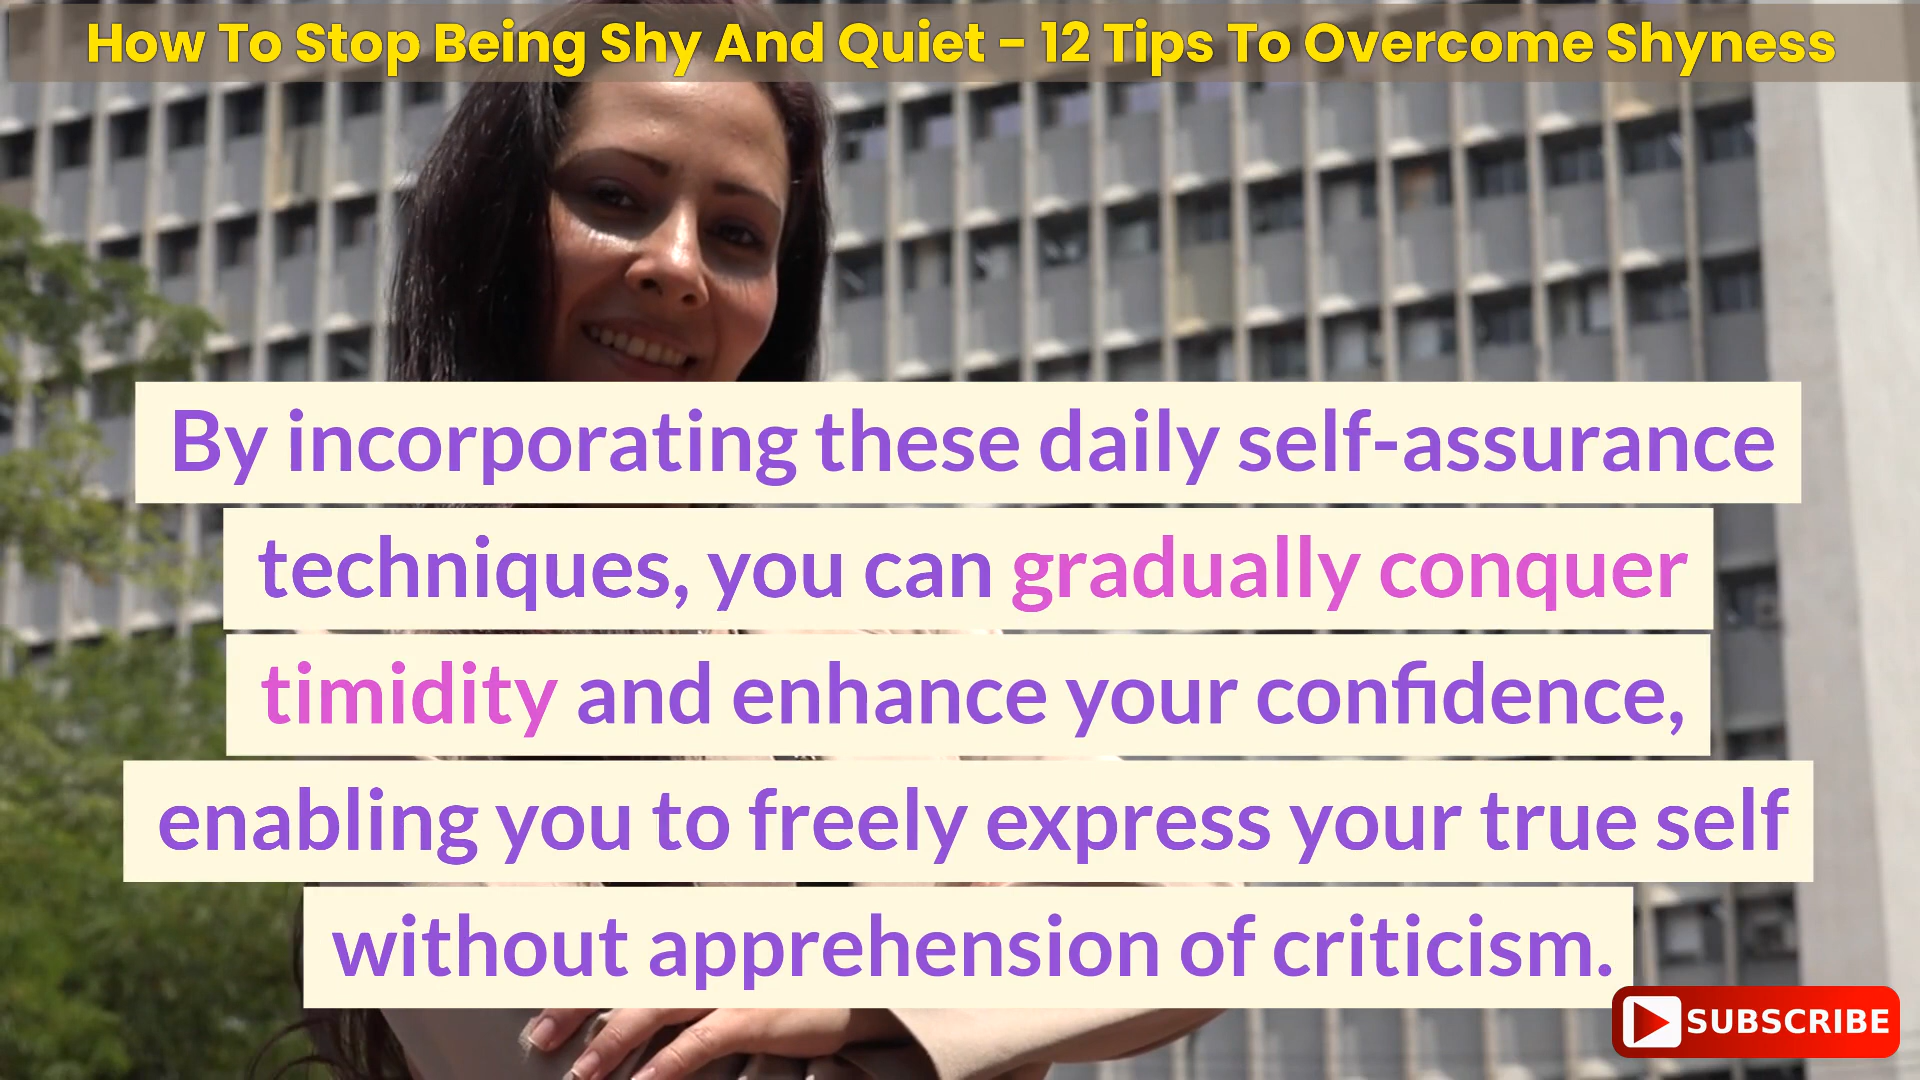 How To Stop Being Shy And Quiet - 12 Tips To Overcome Shyness
By incorporating these daily self-assurance
techniques, you can gradually conquer
timidity and enhance your confidence,
enabling you to freely express your true self
without apprehension of criticism.
SUBSCRIBE